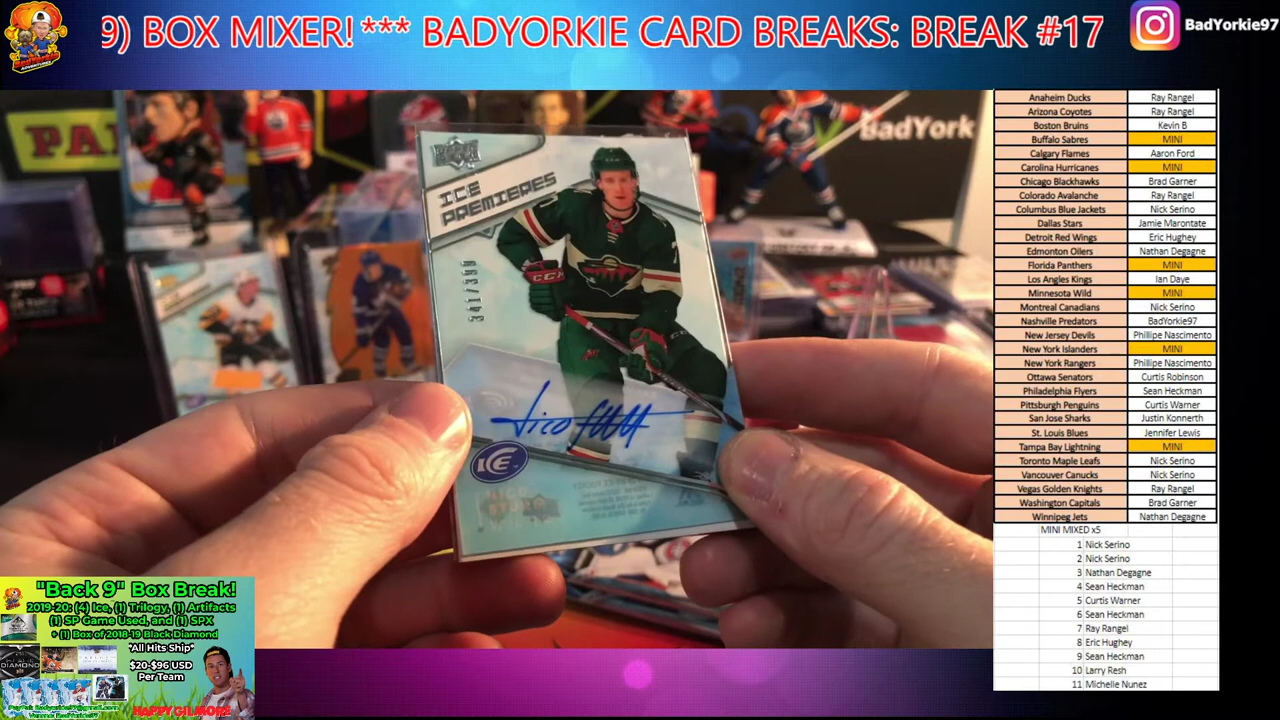 9) BOX MIXER! *** BADYORKIE CARD BREAKS: BREAK #17
BadYorkie97
BadYork
ICE
PREMIERES
CCM
ICE
Anaheim Ducks Ray Rangel
Arizona Coyotes Ray Rangel
Boston Bruins Kevin B
Buffalo Sabres MINI
Calgary Flames Aaron Ford
Carolina Hurricanes MINI
Chicago Blackhawks Brad Garner
Colorado Avalanche Ray Rangel
Columbus Blue Jackets Nick Serino
Dallas Stars Jamie Marontate
Detroit Red Wings Eric Hughey
Edmonton Oilers Nathan Degagne
Florida Panthers MINI
Los Angeles Kings Ian Daye
Minnesota Wild MINI
Montreal Canadians Nick Serino
Nashville Predators BadYorkie97
New Jersey Devils Phillipe Nascimento
New York Islanders MINI
New York Rangers Phillipe Nascimento
Ottawa Senators Curtis Robinson
Philadelphia Flyers Sean Heckman
Pittsburgh Penguins Curtis Warner
San Jose Sharks Justin Konnerth
St. Louis Blues Jennifer Lewis
Tampa Bay Lightning MINI
Toronto Maple Leafs Nick Serino
Vancouver Canucks Nick Serino
Vegas Golden Knights Ray Rangel
Washington Capitals Brad Garner
Winnipeg Jets Nathan Degagne
MINI MIXED x5
1 Nick Serino
2 Nick Serino
3 Nathan Degagne
4 Sean Heckman
5 Curtis Warner
6 Sean Heckman
7 Ray Rangel
8 Eric Hughey
9 Sean Heckman
10 Larry Resh
11 Michelle Nunez
"Back 9" Box Break!
2019-20: (4) Ice, (1) Trilogy, (1) Artifacts
(1) SP Game Used, and (1) SPX
+ (1) Box of 2018-19 Black Diamond
*All Hits Ship*
$20-$96 USD
Per Team
DIAMOND
HAPPY GILMORE